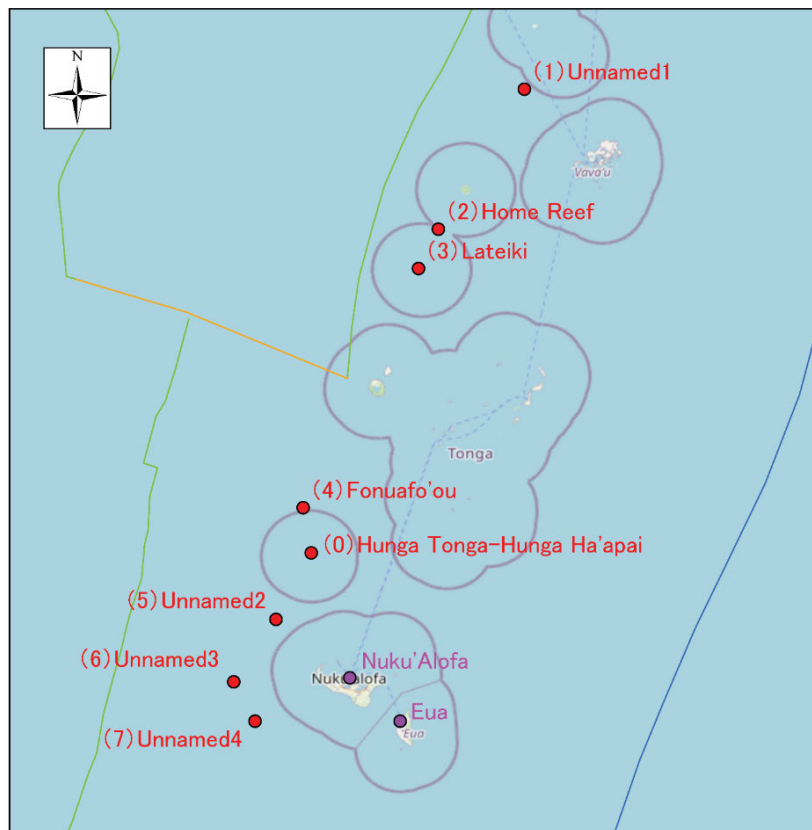 N
(1)Unnamed1
Vava'u
(2)Home Reef
(3)Lateiki
Tonga
(4)Fonuafo'ou
(0)Hunga Tonga-Hunga Ha'apai
(5)Unnamed2
(6)Unnamed3
Nuku'Alofa
Nuku'alofa
Eua
'Eua
(7)Unnamed4